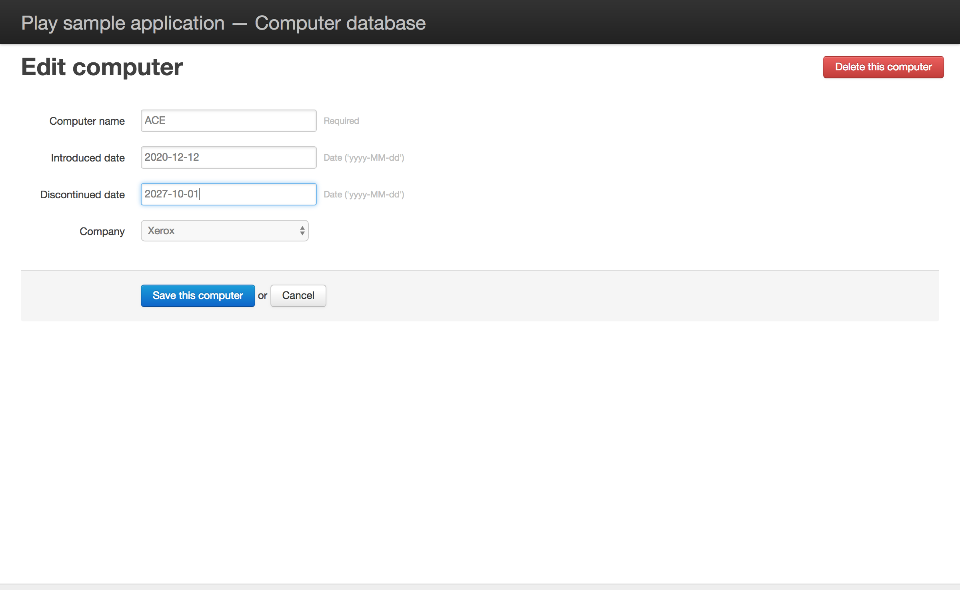 Play sample application — Computer database
Edit computer
Delete this computer
Computer name ACE Required
Introduced date 2020-12-12 Date ('yyyy-MM-dd')
Discontinued date 2027-10-01 Date ('yyyy-MM-dd')
Company Xerox
Save this computer or Cancel